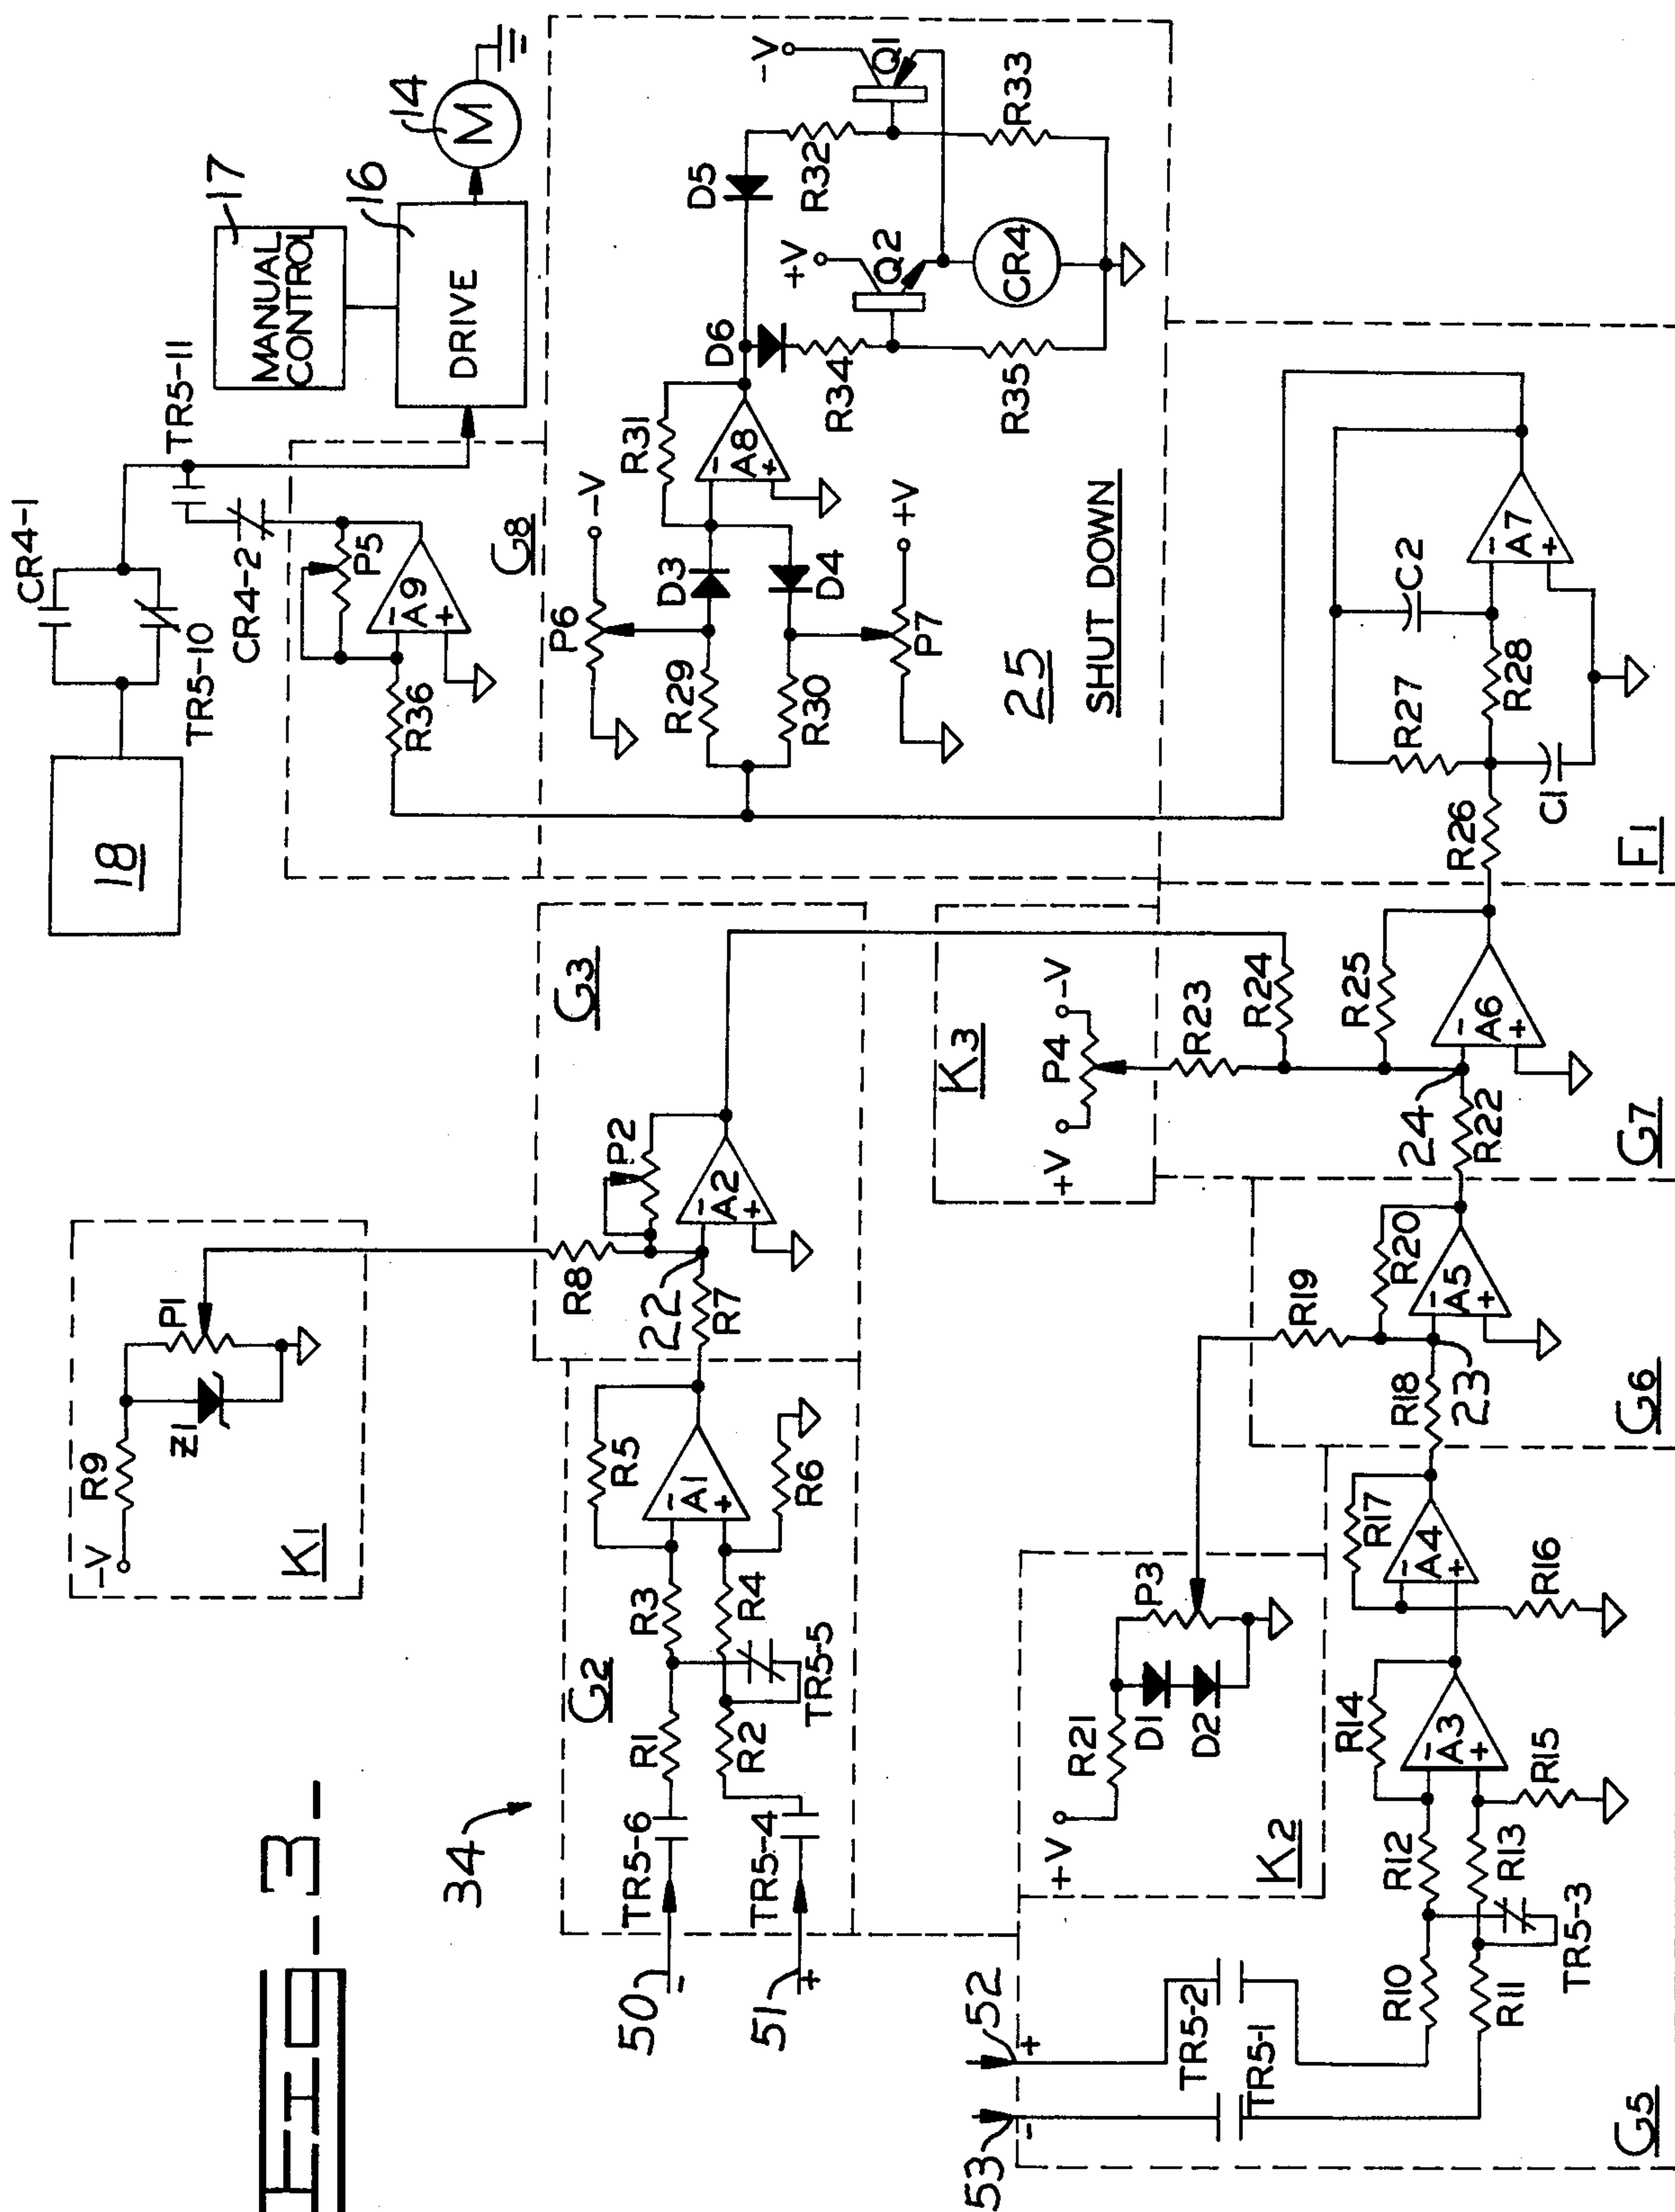 FIG-3-
34
50
-
51
+
TR5-6
TR5-4
R1
R2
TR5-5
R3
R4
R5
-
A1
+
R6
G2
-V
R9
Z1
P1
K1
R8
22
R7
P2
-
A2
+
G3
53
-
52
+
TR5-2
TR5-1
R10
R11
TR5-3
R12
R13
R14
-
A3
+
R15
G5
+V
R21
D1
D2
P3
K2
R17
-
A4
+
R16
R18
23
R19
R20
-
A5
+
G6
+V
P4
-V
K3
R23
R24
24
R22
R25
-
A6
+
G7
R26
C1
R27
R28
C2
-
A7
+
F1
18
CR4-1
TR5-10
CR4-2
TR5-11
R36
P5
-
A9
+
G8
MANUAL
CONTROL
17
DRIVE
16
M
14
P6
-V
R29
R30
D3
D4
P7
+V
R31
-
A8
+
25
SHUT DOWN
D6
D5
R34
R35
R32
R33
+V
Q2
-V
Q1
CR4